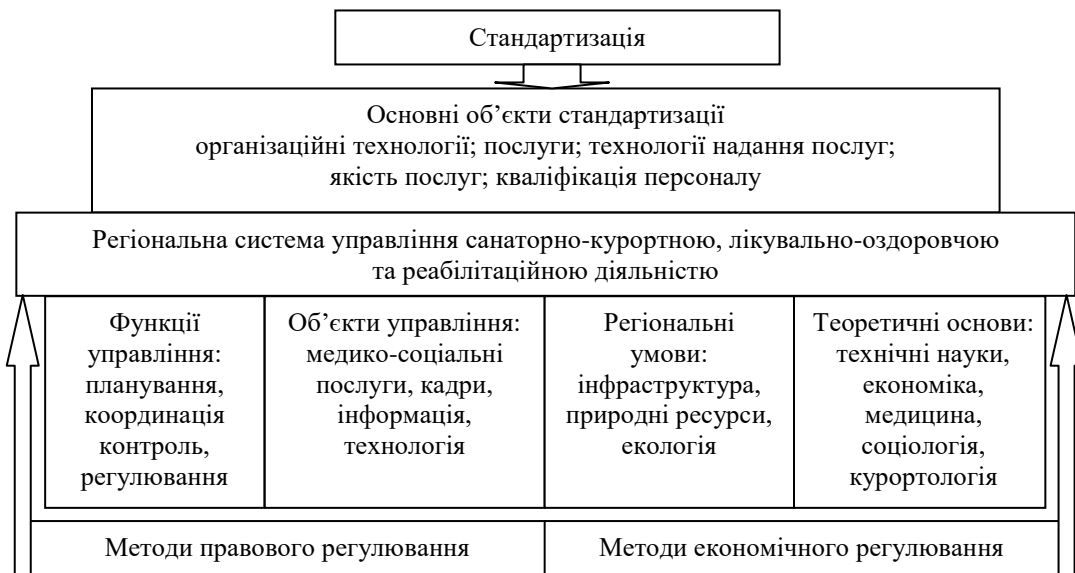 Стандартизація
Основні об’єкти стандартизації
організаційні технології; послуги; технології надання послуг;
якість послуг; кваліфікація персоналу
Регіональна система управління санаторно-курортною, лікувально-оздоровчою
та реабілітаційною діяльністю
Функції
управління:
планування,
координація
контроль,
регулювання
Об’єкти управління:
медико-соціальні
послуги, кадри,
інформація,
технологія
Регіональні
умови:
інфраструктура,
природні ресурси,
екологія
Теоретичні основи:
технічні науки,
економіка,
медицина,
соціологія,
курортологія
Методи правового регулювання
Методи економічного регулювання